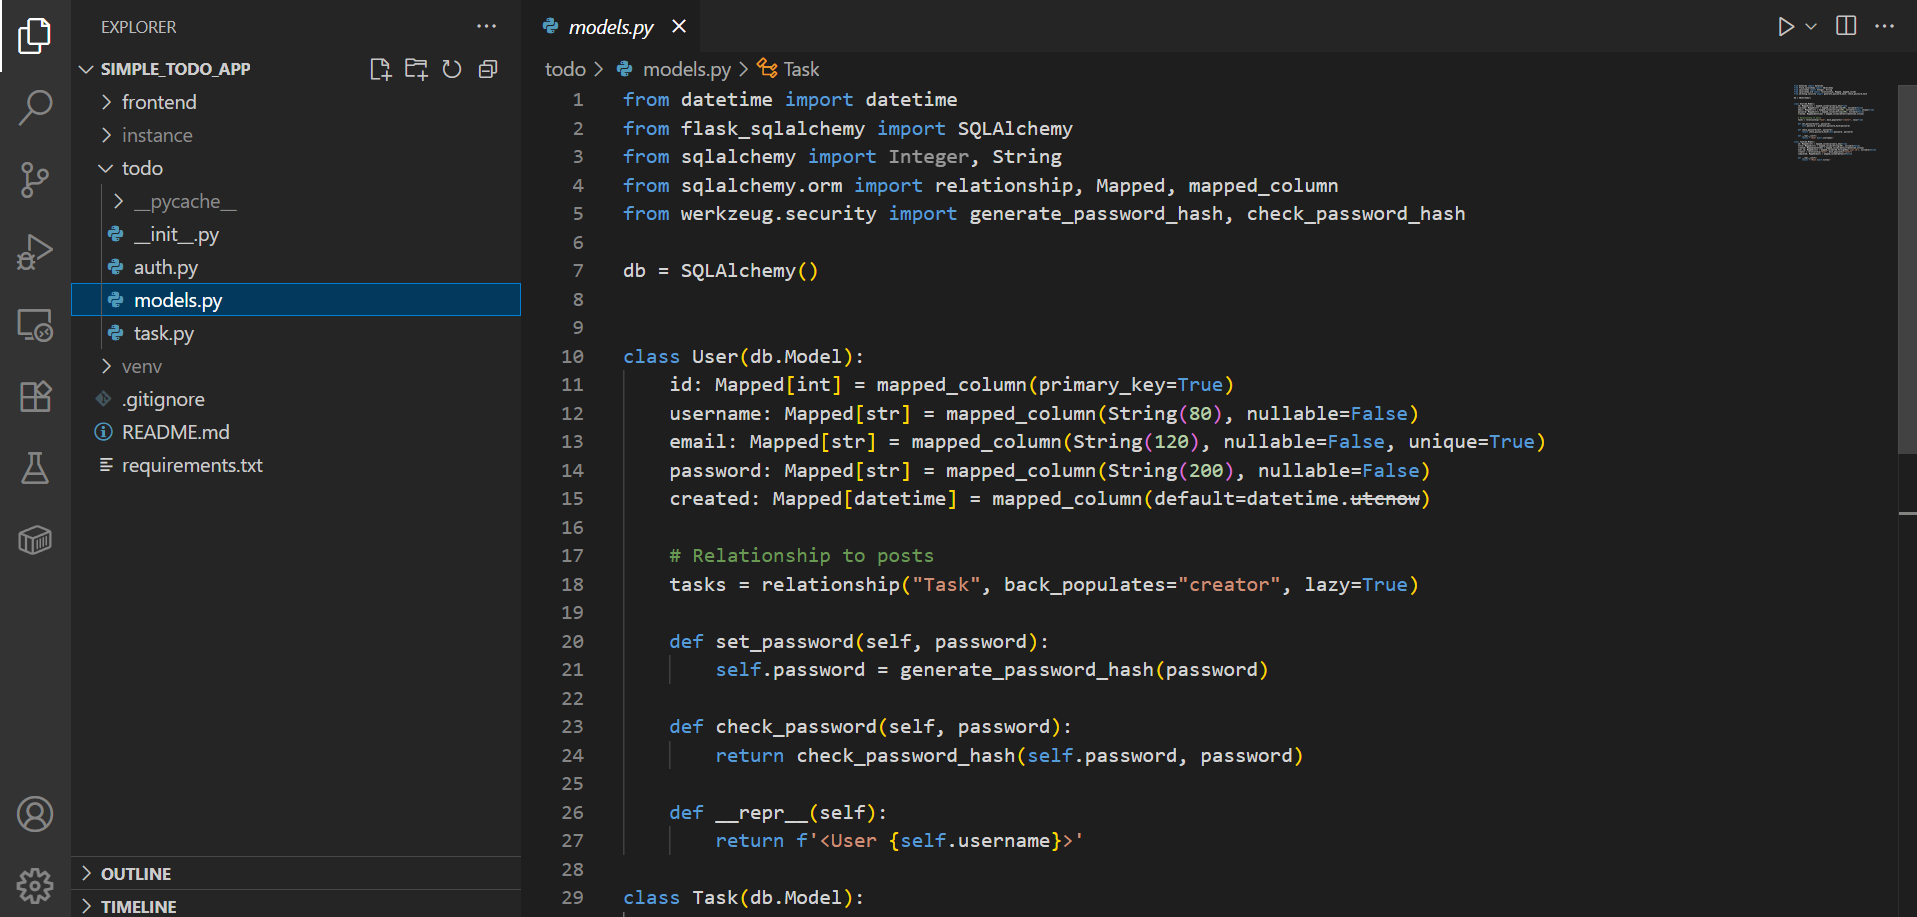 EXPLORER
SIMPLE_TODO_APP
frontend
instance
todo
__pycache__
__init__.py
auth.py
models.py
task.py
venv
.gitignore
README.md
requirements.txt
OUTLINE
TIMELINE
models.py
todo > models.py > Task
1 from datetime import datetime
2 from flask_sqlalchemy import SQLAlchemy
3 from sqlalchemy import Integer, String
4 from sqlalchemy.orm import relationship, Mapped, mapped_column
5 from werkzeug.security import generate_password_hash, check_password_hash
6
7 db = SQLAlchemy()
8
9
10 class User(db.Model):
11     id: Mapped[int] = mapped_column(primary_key=True)
12     username: Mapped[str] = mapped_column(String(80), nullable=False)
13     email: Mapped[str] = mapped_column(String(120), nullable=False, unique=True)
14     password: Mapped[str] = mapped_column(String(200), nullable=False)
15     created: Mapped[datetime] = mapped_column(default=datetime.utcnow)
16
17     # Relationship to posts
18     tasks = relationship("Task", back_populates="creator", lazy=True)
19
20     def set_password(self, password):
21         self.password = generate_password_hash(password)
22
23     def check_password(self, password):
24         return check_password_hash(self.password, password)
25
26     def __repr__(self):
27         return f'<User {self.username}>'
28
29 class Task(db.Model):